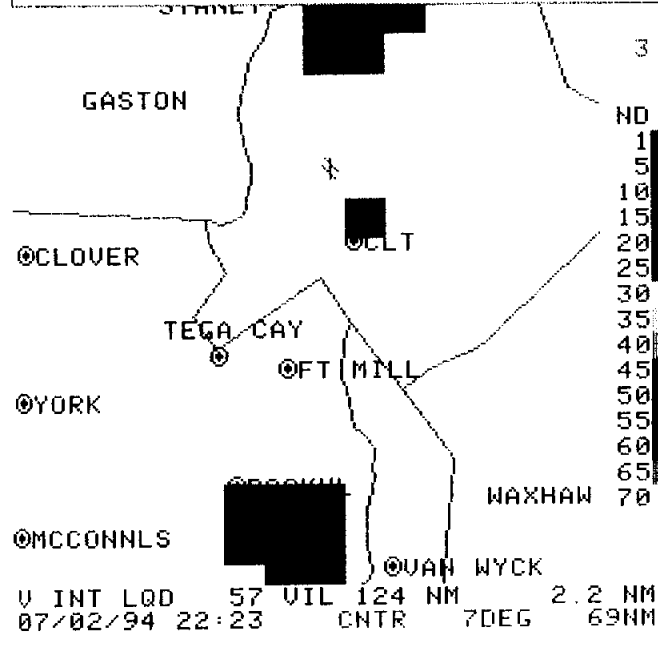 STANLEY
3
GASTON
ND
1
5
10
15
20
25
30
35
40
45
50
55
60
65
70
CLT
CLOVER
TEGA CAY
FT MILL
YORK
WAXHAW
MCCONNLS
VAN WYCK
V INT LQD 57 VIL 124 NM 2.2 NM
07/02/94 22:23 CNTR 7DEG 69NM